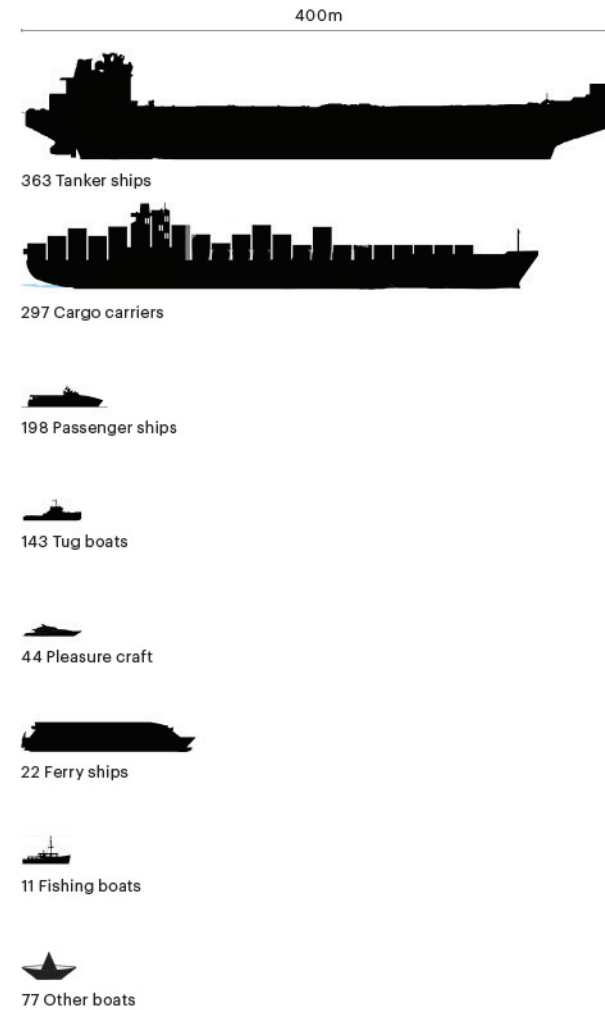 400m
363 Tanker ships
297 Cargo carriers
198 Passenger ships
143 Tug boats
44 Pleasure craft
22 Ferry ships
11 Fishing boats
77 Other boats